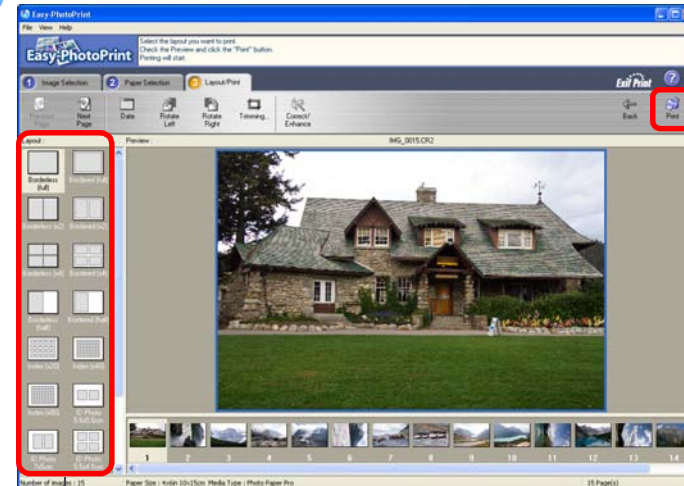 Easy-PhotoPrint
File View Help
Easy-PhotoPrint
Select the layout you want to print.
Check the Preview and click the "Print" button.
Printing will start.
1 Image Selection
2 Paper Selection
3 Layout/Print
Exif Print
?
Previous Page
Next Page
Date
Rotate Left
Rotate Right
Trimming...
Correct/Enhance
Back
Print
Layout :
Preview :
IMG_0015.CR2
Borderless (full)
Bordered (full)
Borderless (x2)
Bordered (x2)
Borderless (x4)
Bordered (x4)
Borderless (half)
Bordered (half)
Index (x20)
Index (x40)
Index (x80)
ID Photo
ID Photo
ID Photo
1 2 3 4 5 6 7 8 9 10 11 12 13 14
Number of images : 15
Paper Size : 4x6in 10x15cm Media Type : Photo Paper Pro
15 Page(s)